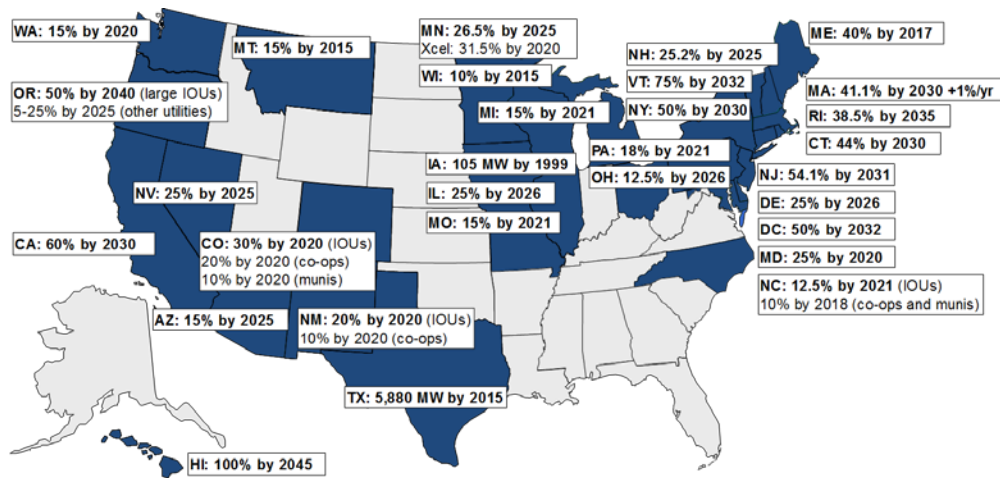 WA: 15% by 2020
MT: 15% by 2015
MN: 26.5% by 2025
Xcel: 31.5% by 2020
ME: 40% by 2017
NH: 25.2% by 2025
WI: 10% by 2015
VT: 75% by 2032
OR: 50% by 2040 (large IOUs)
5-25% by 2025 (other utilities)
MA: 41.1% by 2030 +1%/yr
MI: 15% by 2021
NY: 50% by 2030
RI: 38.5% by 2035
CT: 44% by 2030
PA: 18% by 2021
IA: 105 MW by 1999
OH: 12.5% by 2026
NJ: 54.1% by 2031
NV: 25% by 2025
IL: 25% by 2026
DE: 25% by 2026
MO: 15% by 2021
DC: 50% by 2032
CA: 60% by 2030
CO: 30% by 2020 (IOUs)
20% by 2020 (co-ops)
10% by 2020 (munis)
MD: 25% by 2020
NC: 12.5% by 2021 (IOUs)
10% by 2018 (co-ops and munis)
AZ: 15% by 2025
NM: 20% by 2020 (IOUs)
10% by 2020 (co-ops)
TX: 5,880 MW by 2015
HI: 100% by 2045